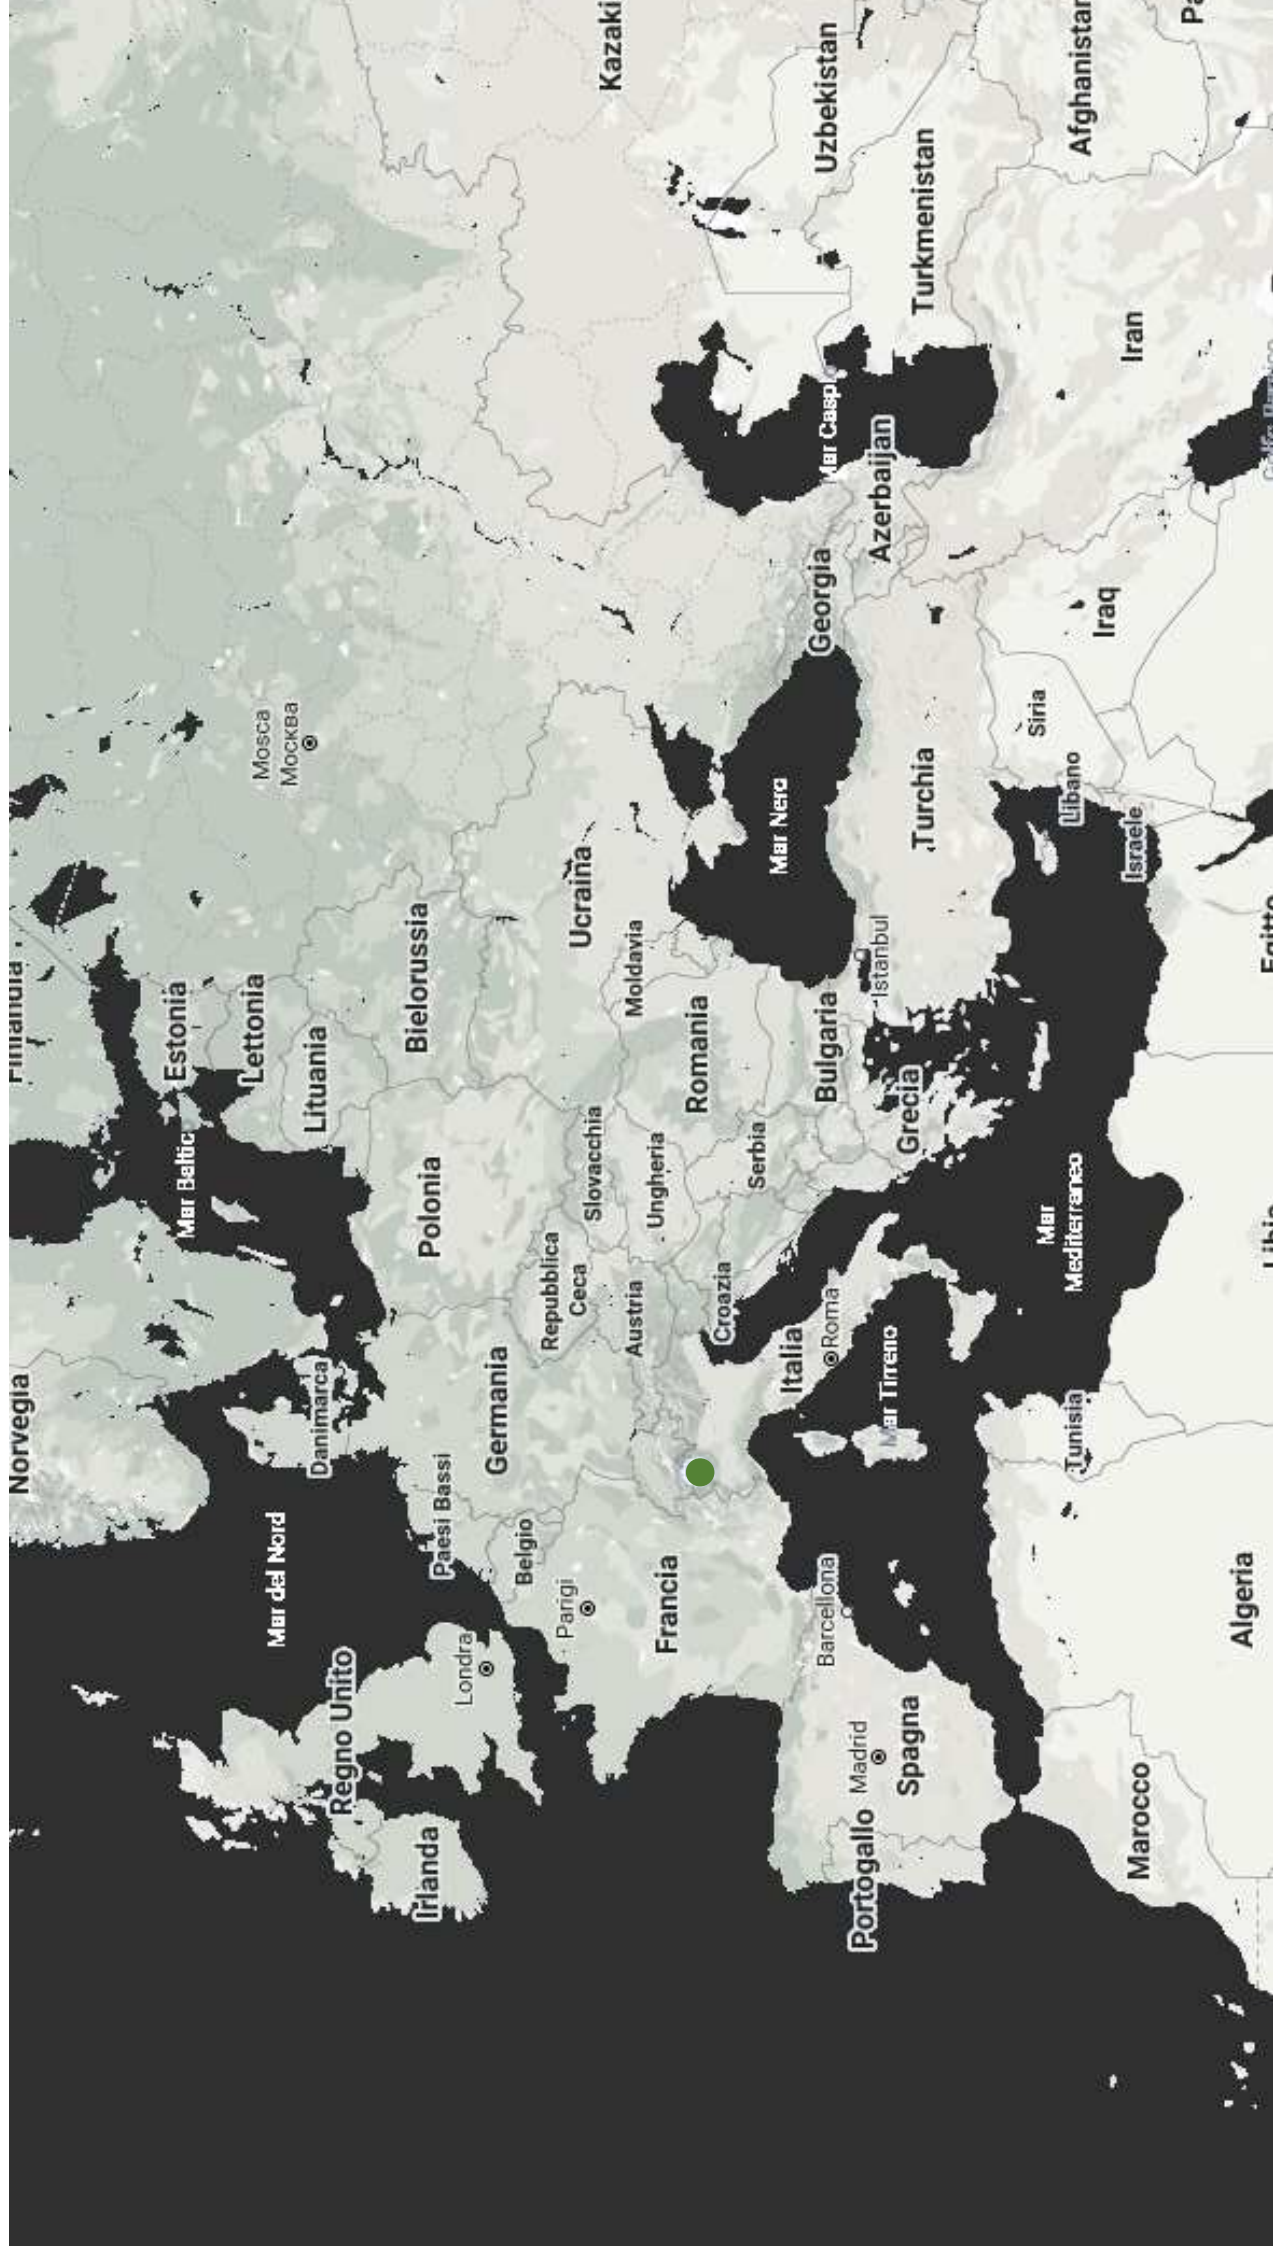 Norvegia
Mar Baltic
Estonia
Lettonia
Lituania
Mosca
Москва
Mar del Nord
Danimarca
Regno Unito
Irlanda
Londra
Paesi Bassi
Belgio
Germania
Polonia
Bielorussia
Parigi
Francia
Repubblica
Ceca
Slovacchia
Austria
Ungheria
Ucraina
Moldavia
Romania
Kazaki
Croazia
Serbia
Italia
Roma
Bulgaria
Mar Nero
Georgia
Mar Caspi
Uzbekistan
Barcellona
Madrid
Spagna
Portogallo
Mar Tirreno
Grecia
Istanbul
Turchia
Azerbaijan
Turkmenistan
Afghanistan
Mar
Mediterraneo
Tunisia
Libano
Israele
Siria
Iraq
Iran
Marocco
Algeria